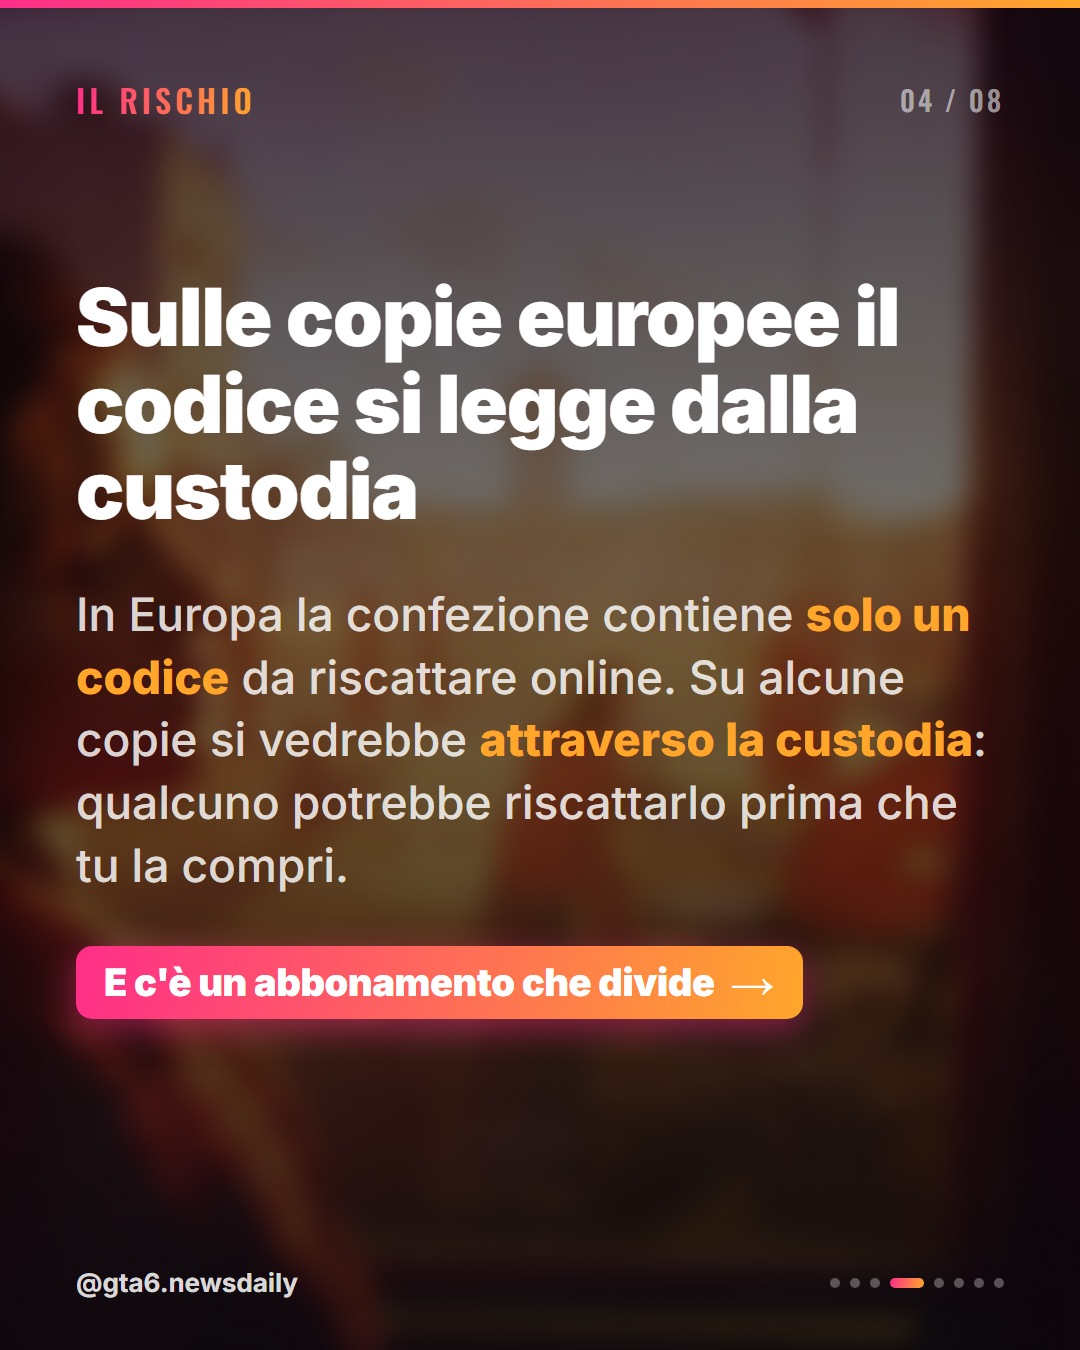 IL RISCHIO
04 / 08
Sulle copie europee il
codice si legge dalla
custodia
In Europa la confezione contiene solo un
codice da riscattare online. Su alcune
copie si vedrebbe attraverso la custodia:
qualcuno potrebbe riscattarlo prima che
tu la compri.
E c'è un abbonamento che divide →
@gta6.newsdaily